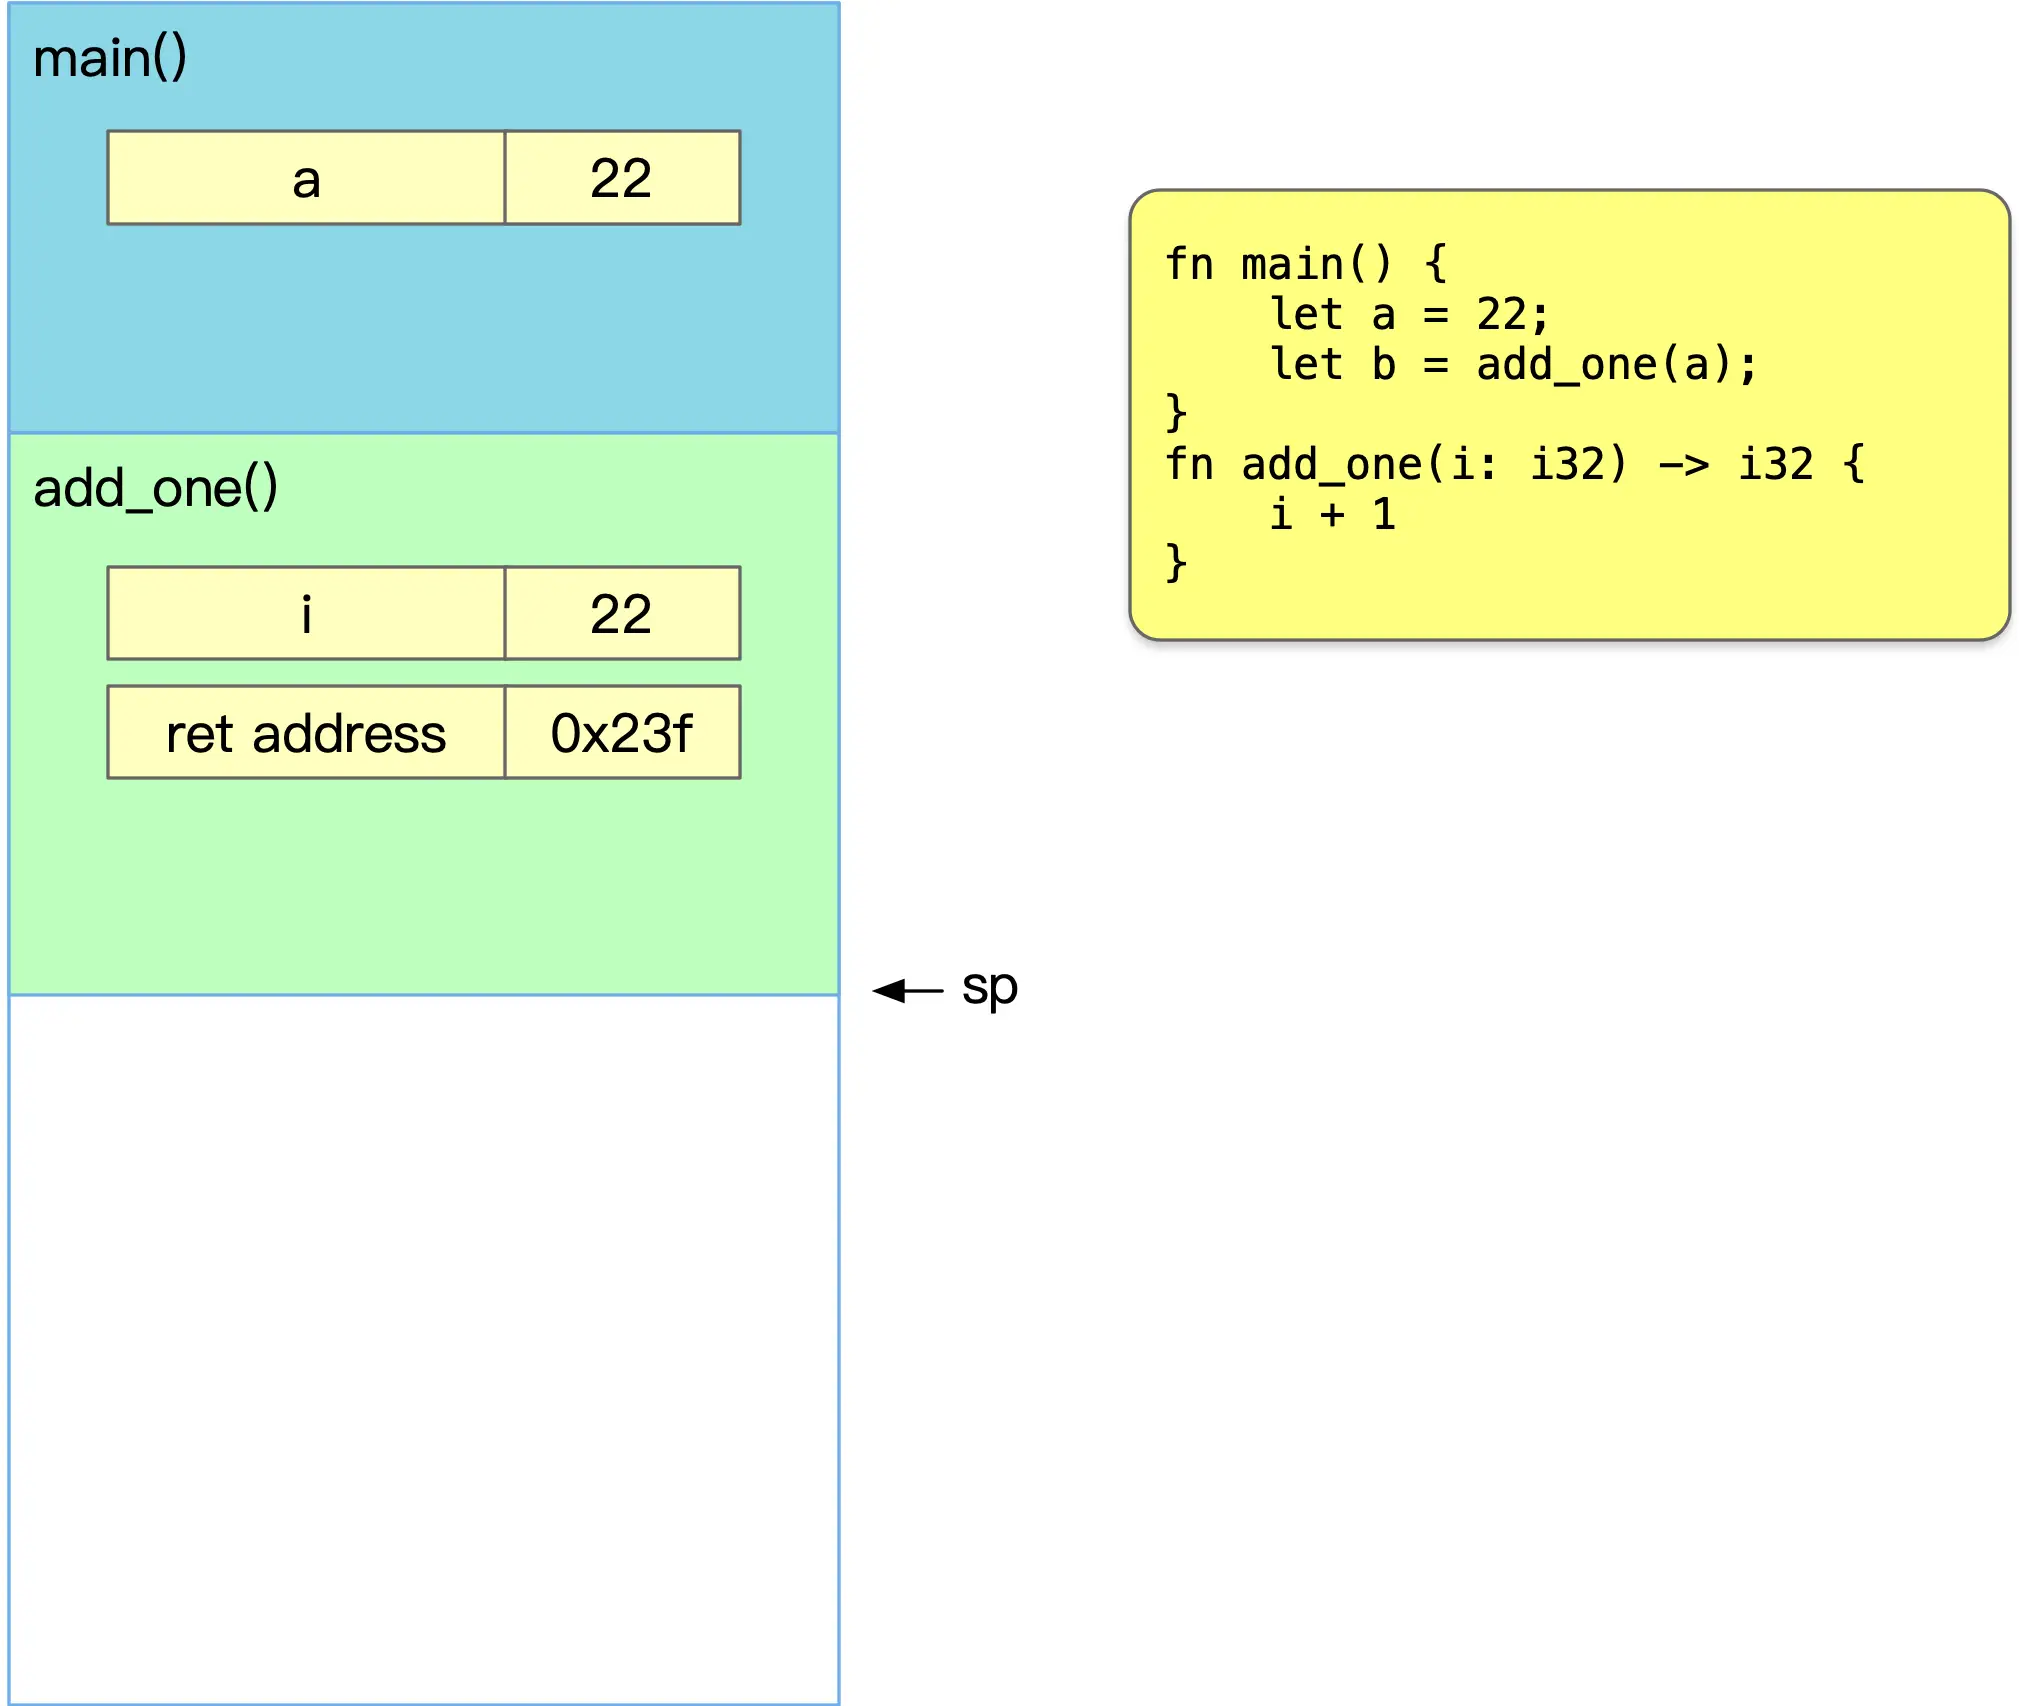 main()
a 22
add_one()
i 22
ret address 0x23f
sp
fn main() {
    let a = 22;
    let b = add_one(a);
}
fn add_one(i: i32) -> i32 {
    i + 1
}